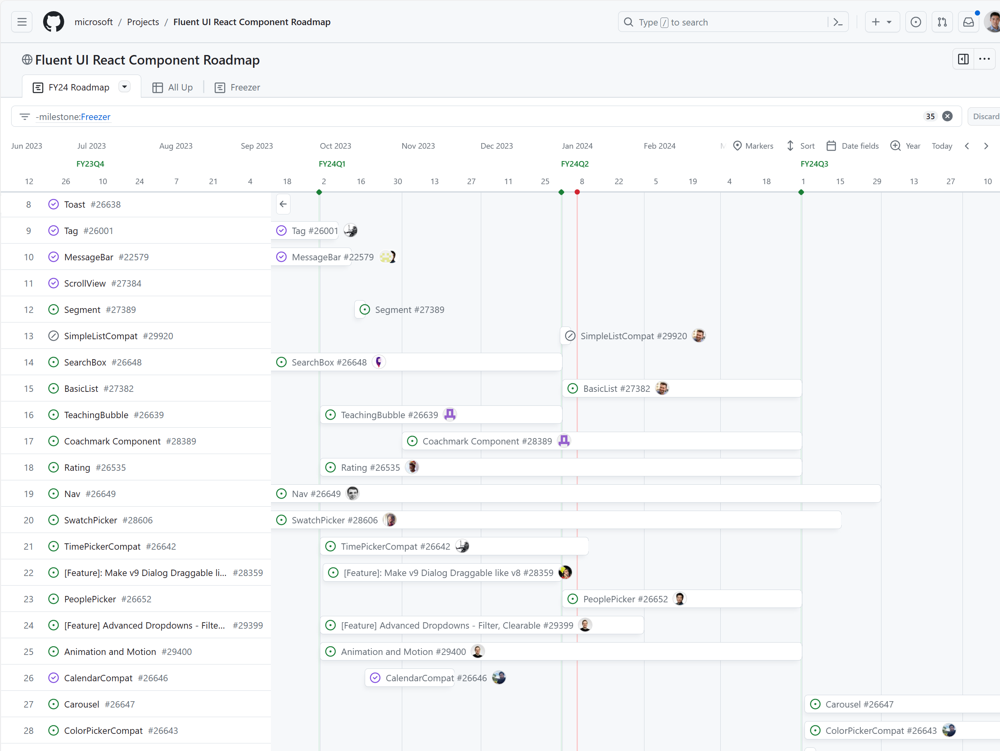 microsoft / Projects / Fluent UI React Component Roadmap
Type / to search
Fluent UI React Component Roadmap
FY24 Roadmap
All Up
Freezer
-milestone:Freezer
35
Discard
Jun 2023 Jul 2023 Aug 2023 Sep 2023 Oct 2023 Nov 2023 Dec 2023 Jan 2024 Feb 2024 M Markers Sort Date fields Year Today
FY23Q4 FY24Q1 FY24Q2 FY24Q3
12 26 10 24 7 21 4 18 2 16 30 13 27 11 25 8 22 5 19 4 18 1 15 29 13 27 10
8 Toast #26638
9 Tag #26001 Tag #26001
10 MessageBar #22579 MessageBar #22579
11 ScrollView #27384
12 Segment #27389 Segment #27389
13 SimpleListCompat #29920 SimpleListCompat #29920
14 SearchBox #26648 SearchBox #26648
15 BasicList #27382 BasicList #27382
16 TeachingBubble #26639 TeachingBubble #26639
17 Coachmark Component #28389 Coachmark Component #28389
18 Rating #26535 Rating #26535
19 Nav #26649 Nav #26649
20 SwatchPicker #28606 SwatchPicker #28606
21 TimePickerCompat #26642 TimePickerCompat #26642
22 [Feature]: Make v9 Dialog Draggable li... #28359 [Feature]: Make v9 Dialog Draggable like v8 #28359
23 PeoplePicker #26652 PeoplePicker #26652
24 [Feature] Advanced Dropdowns - Filte... #29399 [Feature] Advanced Dropdowns - Filter, Clearable #29399
25 Animation and Motion #29400 Animation and Motion #29400
26 CalendarCompat #26646 CalendarCompat #26646
27 Carousel #26647 Carousel #26647
28 ColorPickerCompat #26643 ColorPickerCompat #26643